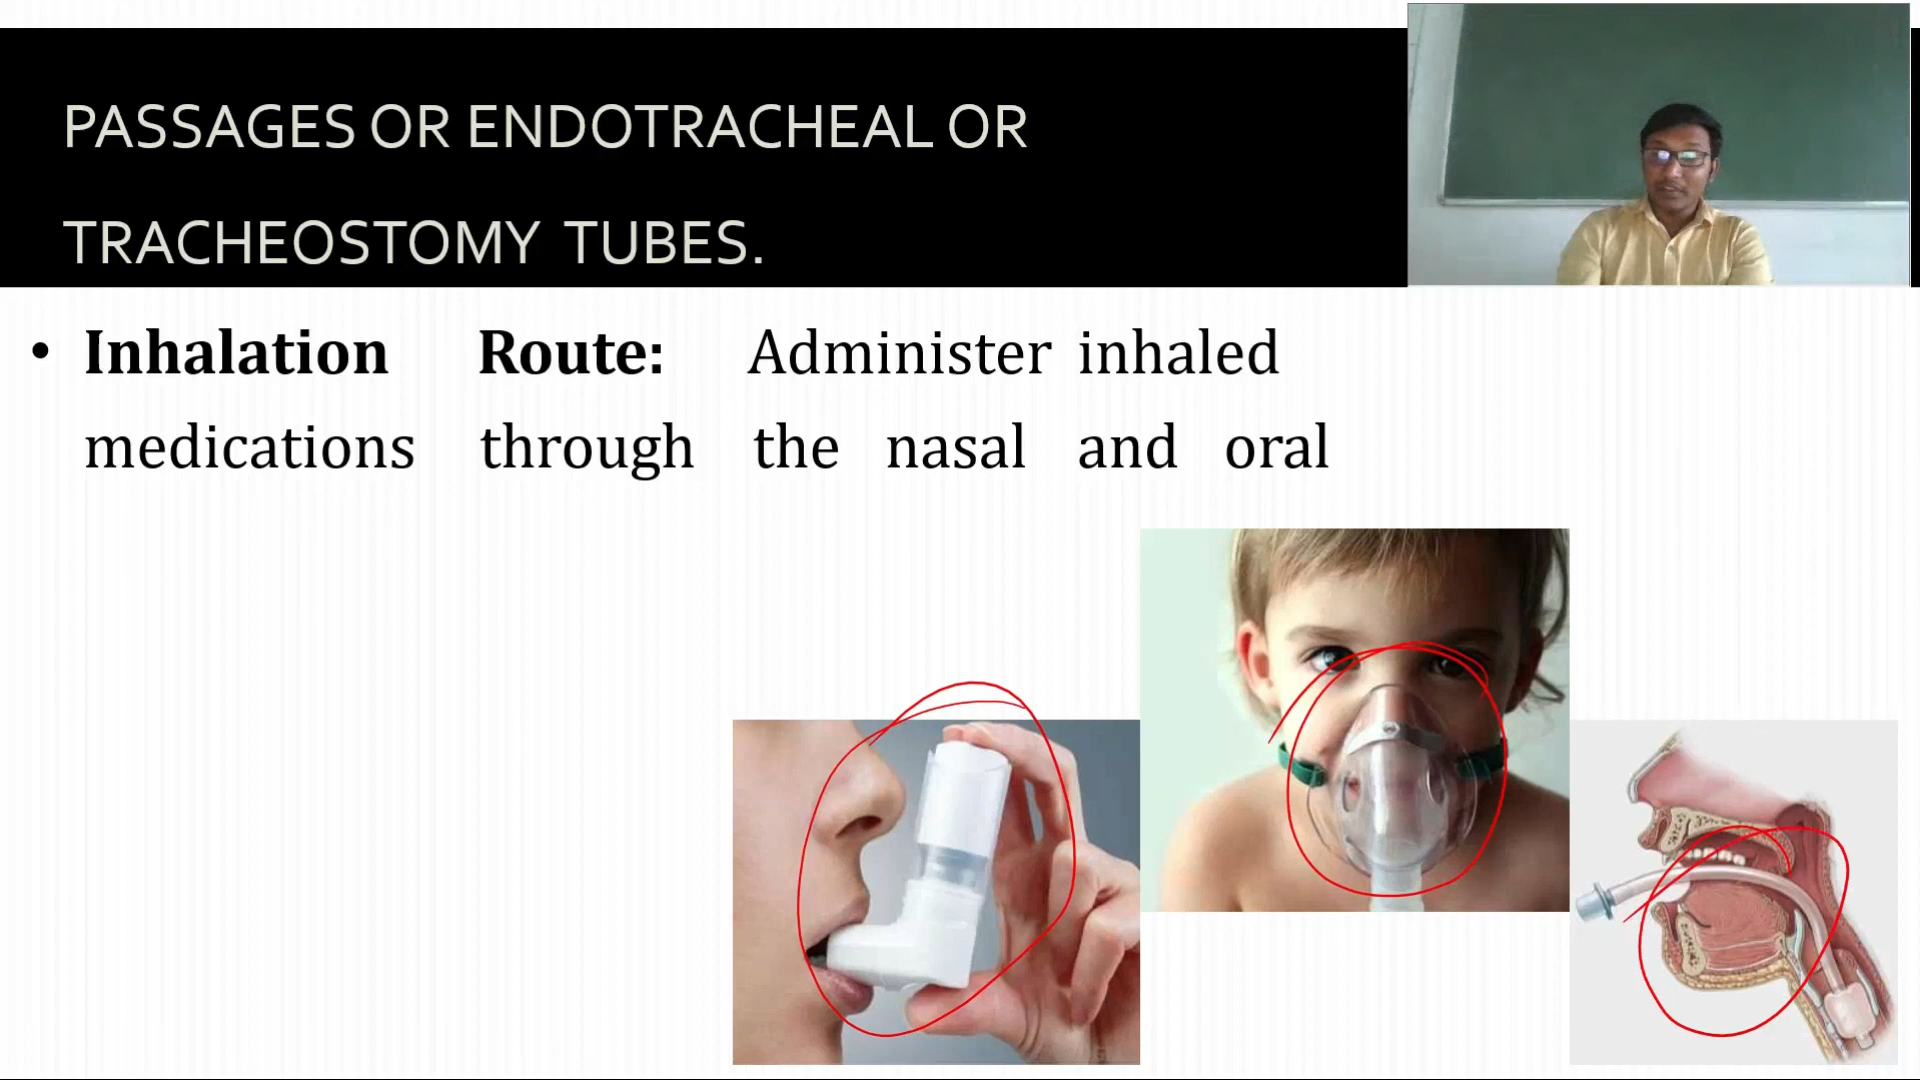 PASSAGES OR ENDOTRACHEAL OR
TRACHEOSTOMY TUBES.
• Inhalation Route: Administer inhaled
medications through the nasal and oral